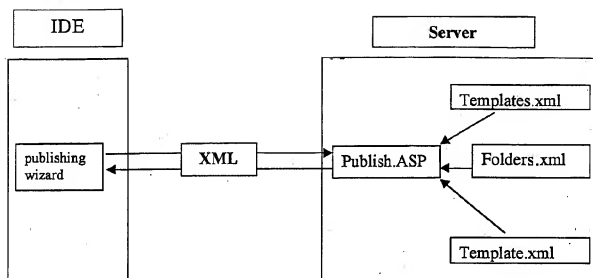 IDE
Server
Templates.xml
publishing
wizard
XML
Publish.ASP
Folders.xml
Template.xml